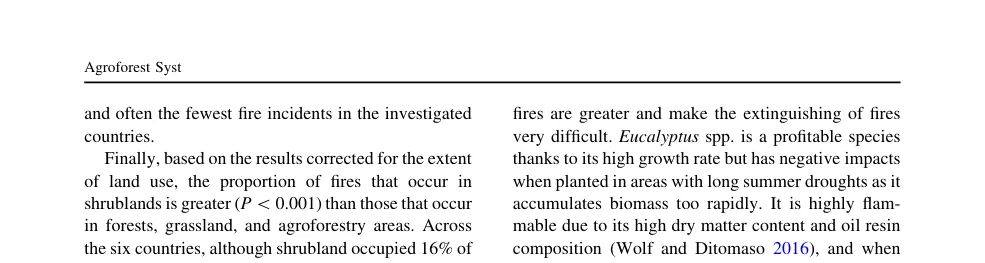 Agroforest Syst
and often the fewest fire incidents in the investigated
countries.
Finally, based on the results corrected for the extent
of land use, the proportion of fires that occur in
shrublands is greater (P < 0.001) than those that occur
in forests, grassland, and agroforestry areas. Across
the six countries, although shrubland occupied 16% of
fires are greater and make the extinguishing of fires
very difficult. Eucalyptus spp. is a profitable species
thanks to its high growth rate but has negative impacts
when planted in areas with long summer droughts as it
accumulates biomass too rapidly. It is highly flam-
mable due to its high dry matter content and oil resin
composition (Wolf and Ditomaso 2016), and when